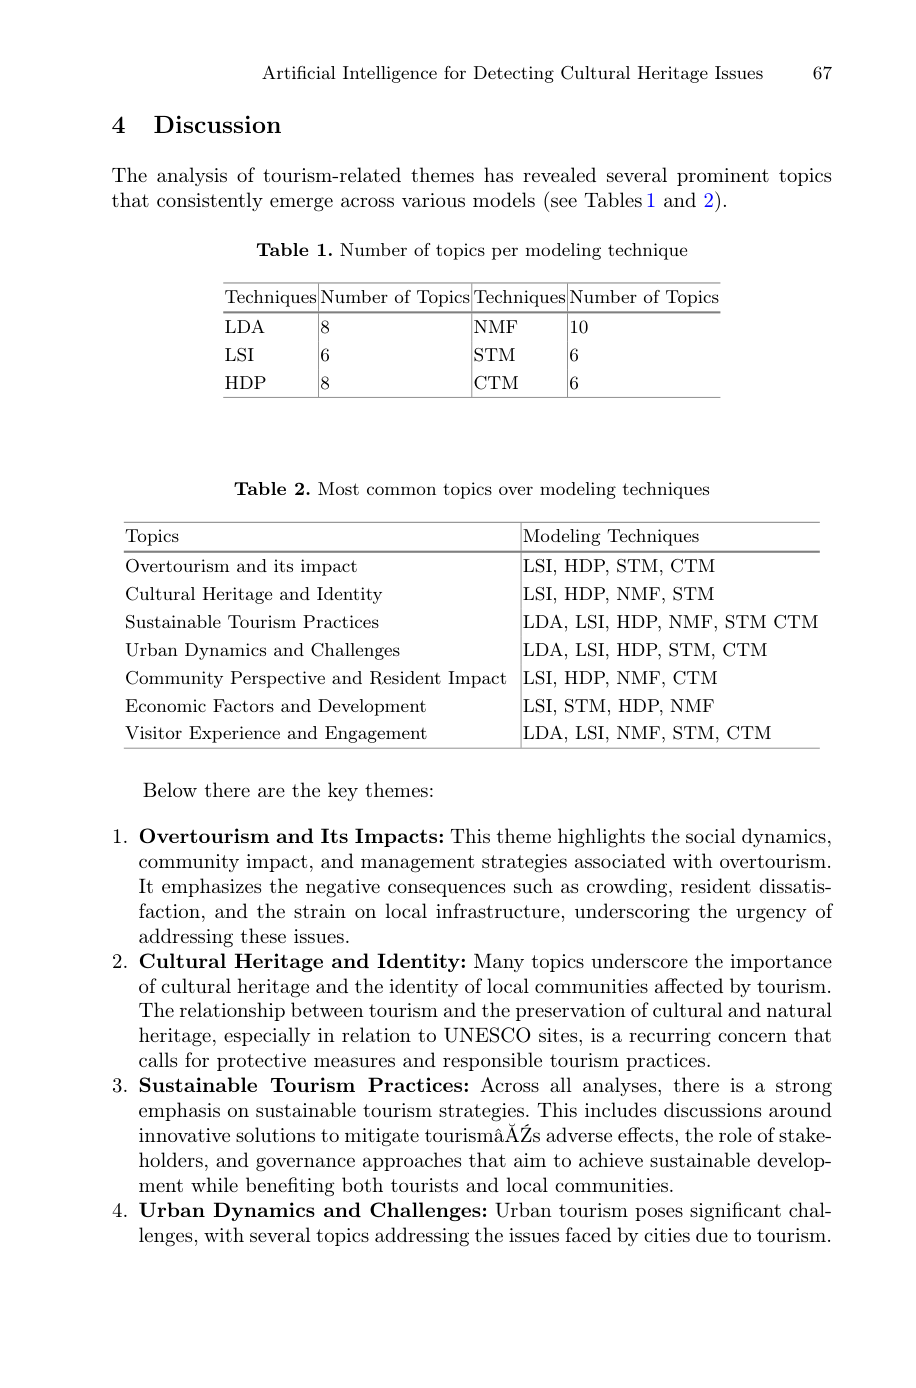 Artificial Intelligence for Detecting Cultural Heritage Issues 67
4 Discussion
The analysis of tourism-related themes has revealed several prominent topics
that consistently emerge across various models (see Tables 1 and 2).
Table 1. Number of topics per modeling technique
Techniques Number of Topics Techniques Number of Topics
LDA 8 NMF 10
LSI 6 STM 6
HDP 8 CTM 6
Table 2. Most common topics over modeling techniques
Topics Modeling Techniques
Overtourism and its impact LSI, HDP, STM, CTM
Cultural Heritage and Identity LSI, HDP, NMF, STM
Sustainable Tourism Practices LDA, LSI, HDP, NMF, STM CTM
Urban Dynamics and Challenges LDA, LSI, HDP, STM, CTM
Community Perspective and Resident Impact LSI, HDP, NMF, CTM
Economic Factors and Development LSI, STM, HDP, NMF
Visitor Experience and Engagement LDA, LSI, NMF, STM, CTM
Below there are the key themes:
1. Overtourism and Its Impacts: This theme highlights the social dynamics,
community impact, and management strategies associated with overtourism.
It emphasizes the negative consequences such as crowding, resident dissatis-
faction, and the strain on local infrastructure, underscoring the urgency of
addressing these issues.
2. Cultural Heritage and Identity: Many topics underscore the importance
of cultural heritage and the identity of local communities affected by tourism.
The relationship between tourism and the preservation of cultural and natural
heritage, especially in relation to UNESCO sites, is a recurring concern that
calls for protective measures and responsible tourism practices.
3. Sustainable Tourism Practices: Across all analyses, there is a strong
emphasis on sustainable tourism strategies. This includes discussions around
innovative solutions to mitigate tourismâĂŹs adverse effects, the role of stake-
holders, and governance approaches that aim to achieve sustainable develop-
ment while benefiting both tourists and local communities.
4. Urban Dynamics and Challenges: Urban tourism poses significant chal-
lenges, with several topics addressing the issues faced by cities due to tourism.